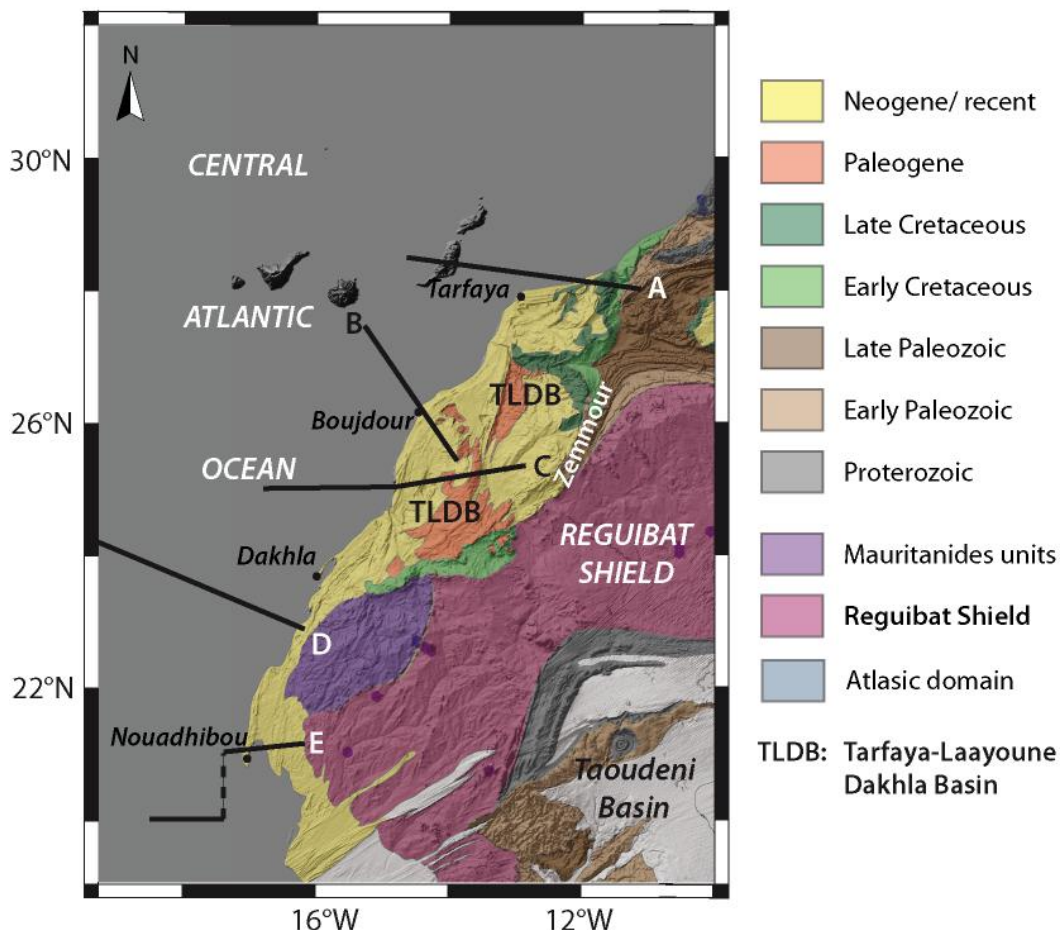 N
30°N
26°N
22°N
16°W
12°W
CENTRAL
ATLANTIC
OCEAN
Tarfaya
Boujdour
Dakhla
Nouadhibou
A
B
C
D
E
TLDB
TLDB
Zemmour
REGUIBAT
SHIELD
Taoudeni
Basin
Neogene/ recent
Paleogene
Late Cretaceous
Early Cretaceous
Late Paleozoic
Early Paleozoic
Proterozoic
Mauritanides units
Reguibat Shield
Atlasic domain
TLDB: Tarfaya-Laayoune
Dakhla Basin